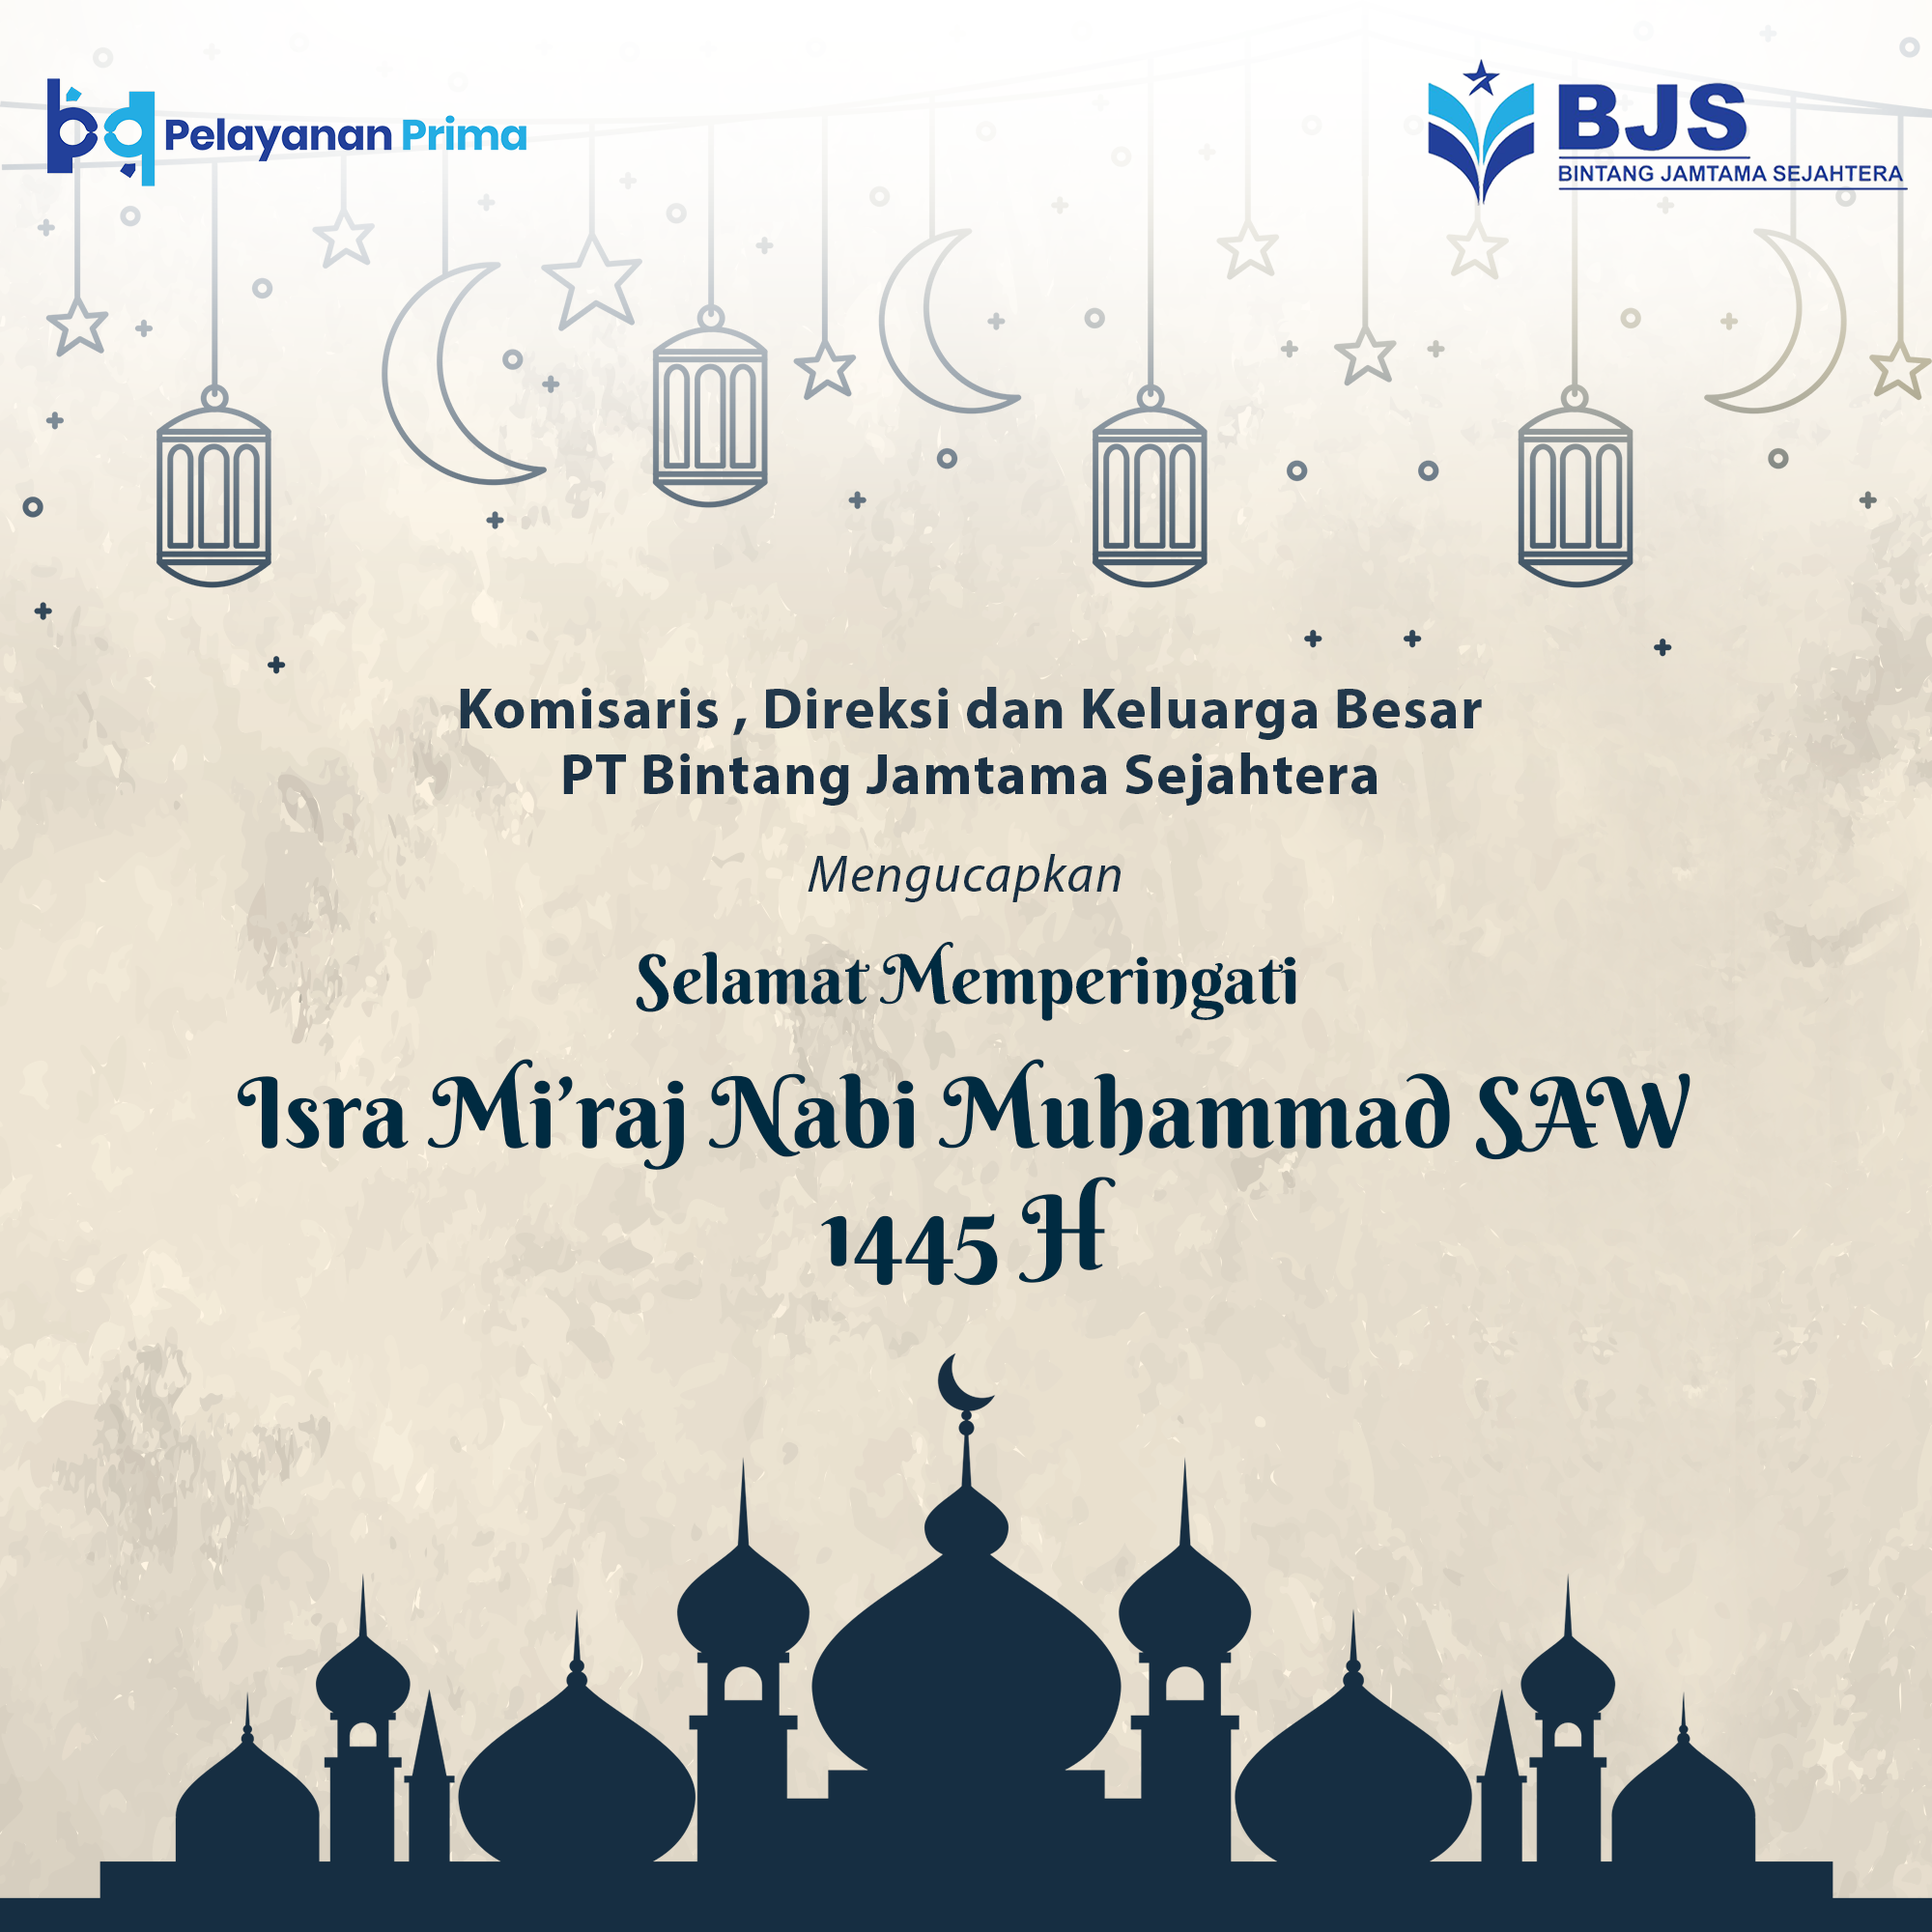 Pelayanan Prima
BJS
BINTANG JAMTAMA SEJAHTERA
Komisaris , Direksi dan Keluarga Besar
PT Bintang Jamtama Sejahtera
Mengucapkan
Selamat Memperingati
Isra Mi’raj Nabi Muhammad SAW
1445 H